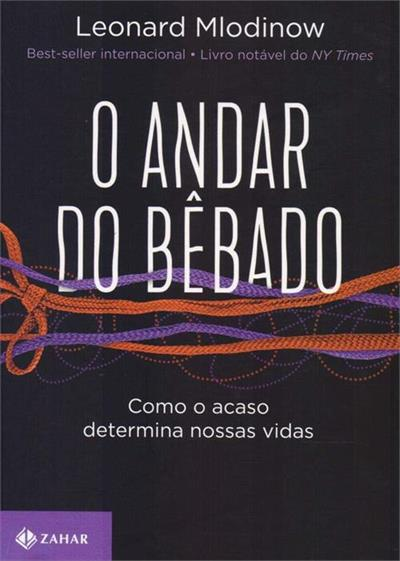 Leonard Mlodinow
Best-seller internacional • Livro notável do NY Times
O ANDAR
DO BÊBADO
Como o acaso
determina nossas vidas
ZAHAR